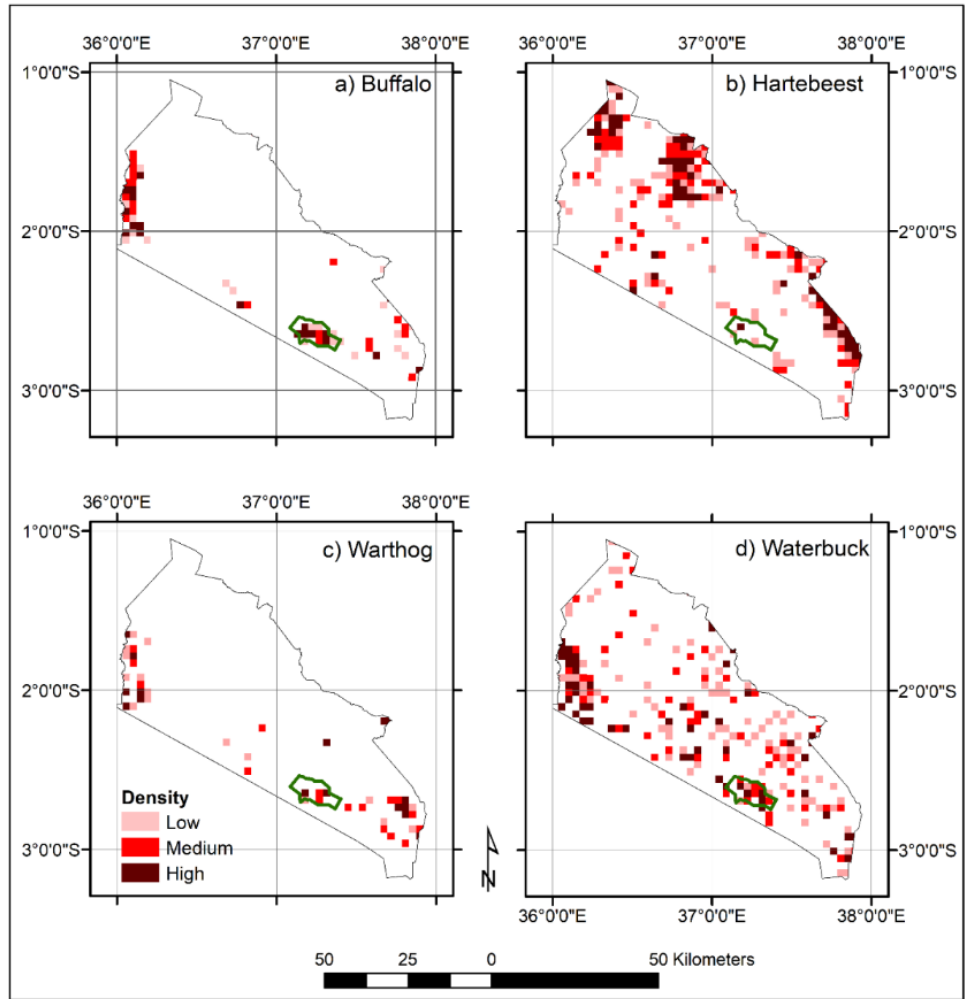 36°0'0"E 37°0'0"E 38°0'0"E 36°0'0"E 37°0'0"E 38°0'0"E
1°0'0"S 1°0'0"S
a) Buffalo b) Hartebeest
2°0'0"S 2°0'0"S
3°0'0"S 3°0'0"S
36°0'0"E 37°0'0"E 38°0'0"E
1°0'0"S 1°0'0"S
c) Warthog d) Waterbuck
2°0'0"S 2°0'0"S
Density
Low
Medium
High
3°0'0"S 3°0'0"S
N
36°0'0"E 37°0'0"E 38°0'0"E
50 25 0 50 Kilometers